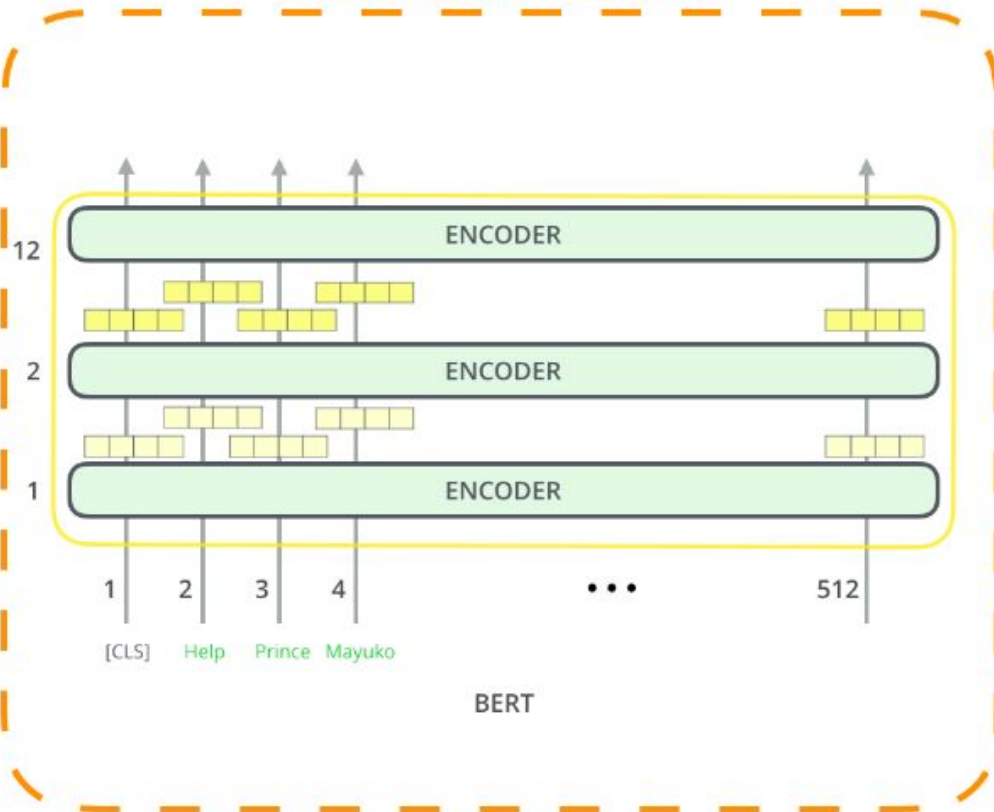 12 ENCODER
2 ENCODER
1 ENCODER
1 2 3 4 ••• 512
[CLS] Help Prince Mayuko
BERT